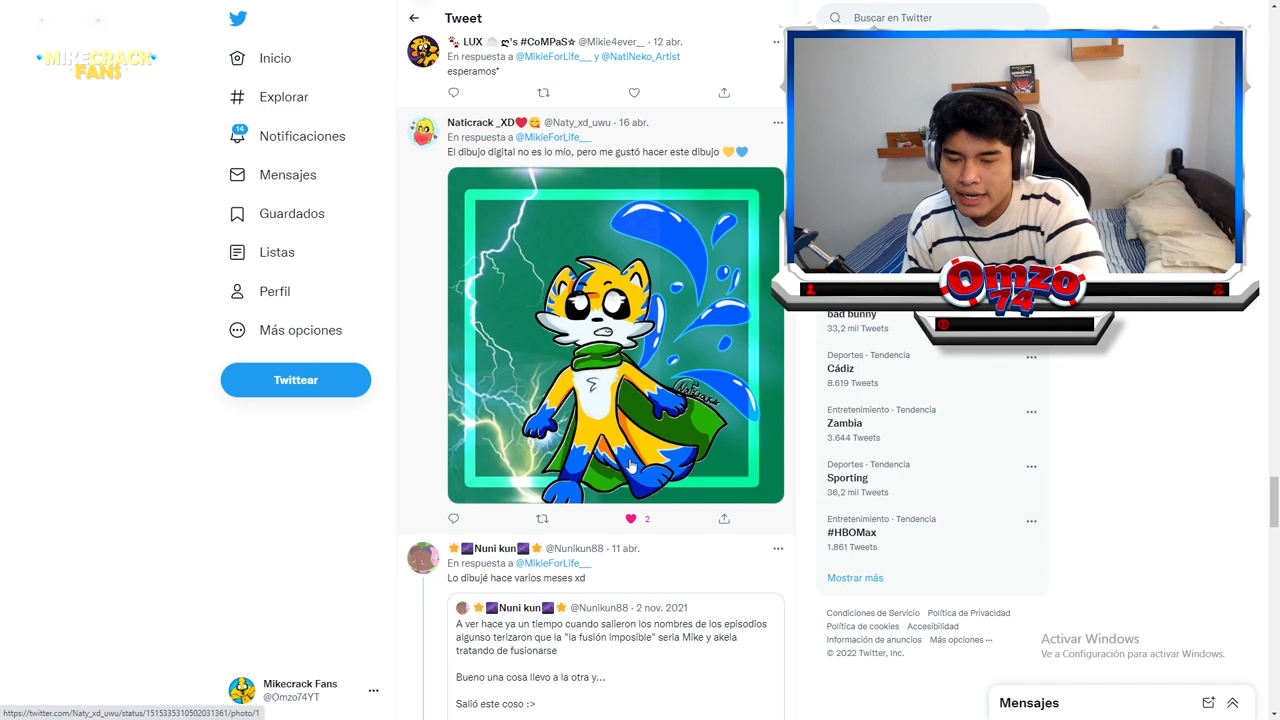 MIKECRACK
FANS
Inicio
Explorar
14
Notificaciones
Mensajes
Guardados
Listas
Perfil
Más opciones
Twittear
Mikecrack Fans
@Omzo74YT
Tweet
LUX ღ's #CoMPaS☆ @Mikie4ever__ · 12 abr.
En respuesta a @MikieForLife___ y @NatiNeko_Artist
esperamos*
Naticrack _XD❤️😋 @Naty_xd_uwu · 16 abr.
En respuesta a @MikieForLife___
El dibujo digital no es lo mío, pero me gustó hacer este dibujo 💛💙
2
Nuni kun @Nunikun88 · 11 abr.
En respuesta a @MikieForLife___
Lo dibujé hace varios meses xd
Nuni kun @Nunikun88 · 2 nov. 2021
A ver hace ya un tiempo cuando salieron los nombres de los episodios
algunso terizaron que la "la fusión imposible" seria Mike y akela
tratando de fusionarse
Bueno una cosa llevo a la otra y...
Salió este coso :>
Buscar en Twitter
Omzo
74
bad bunny
33,2 mil Tweets
Deportes · Tendencia
Cádiz
8.619 Tweets
Entretenimiento · Tendencia
Zambia
3.644 Tweets
Deportes · Tendencia
Sporting
36,2 mil Tweets
Entretenimiento · Tendencia
#HBOMax
1.861 Tweets
Mostrar más
Condiciones de Servicio Política de Privacidad
Política de cookies Accesibilidad
Información de anuncios Más opciones ···
© 2022 Twitter, Inc.
Activar Windows
Ve a Configuración para activar Windows.
Mensajes
https://twitter.com/Naty_xd_uwu/status/1515335310502031361/photo/1